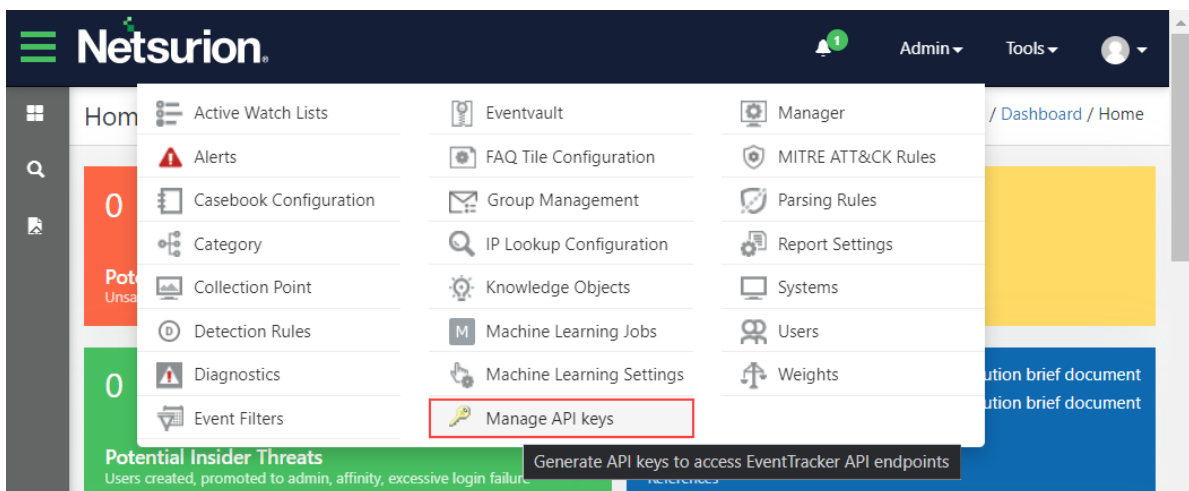 Netsurion.
1
Admin
Tools
Hom
/ Dashboard / Home
Active Watch Lists
Alerts
Casebook Configuration
Category
Collection Point
D Detection Rules
Diagnostics
Event Filters
Eventvault
FAQ Tile Configuration
Group Management
IP Lookup Configuration
Knowledge Objects
M Machine Learning Jobs
Machine Learning Settings
Manage API keys
Manager
MITRE ATT&CK Rules
Parsing Rules
Report Settings
Systems
Users
Weights
Generate API keys to access EventTracker API endpoints
0
Pote
Unsa
0
Potential Insider Threats
Users created, promoted to admin, affinity, excessive login failure
ution brief document
ution brief document
References